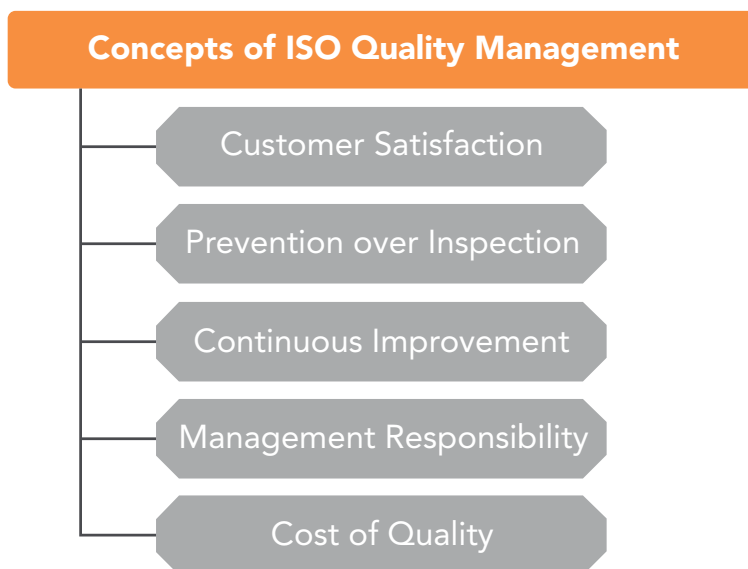 Concepts of ISO Quality Management
Customer Satisfaction
Prevention over Inspection
Continuous Improvement
Management Responsibility
Cost of Quality